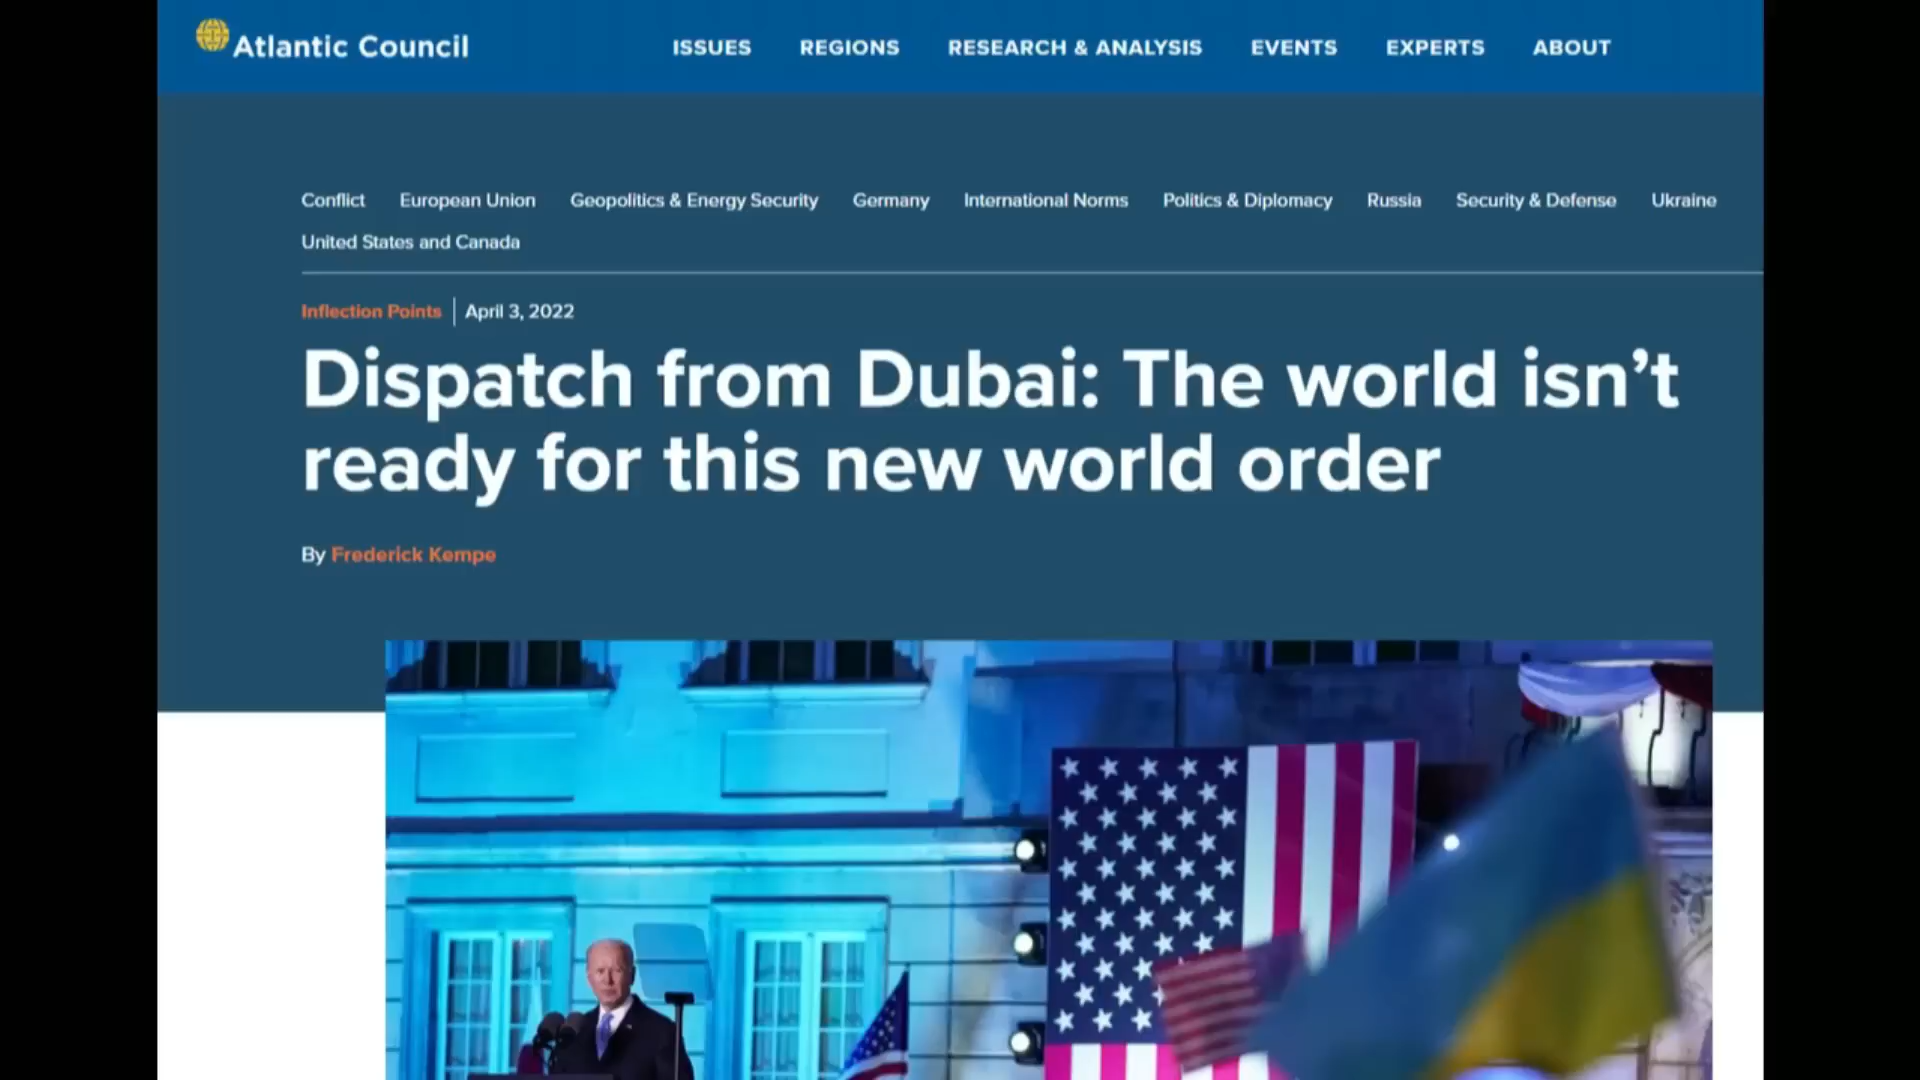 Atlantic Council
ISSUES REGIONS RESEARCH & ANALYSIS EVENTS EXPERTS ABOUT
Conflict European Union Geopolitics & Energy Security Germany International Norms Politics & Diplomacy Russia Security & Defense Ukraine
United States and Canada
Inflection Points | April 3, 2022
Dispatch from Dubai: The world isn’t
ready for this new world order
By Frederick Kempe